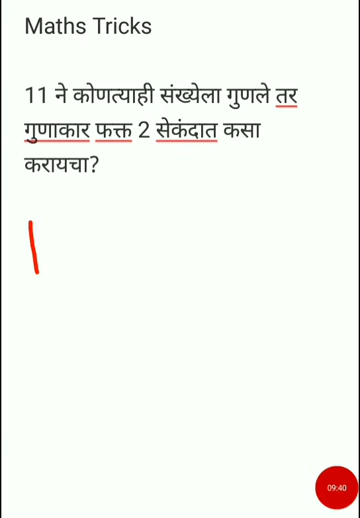 Maths Tricks
11 ने कोणत्याही संख्येला गुणले तर
गुणाकार फक्त 2 सेकंदात कसा
करायचा?
09:40